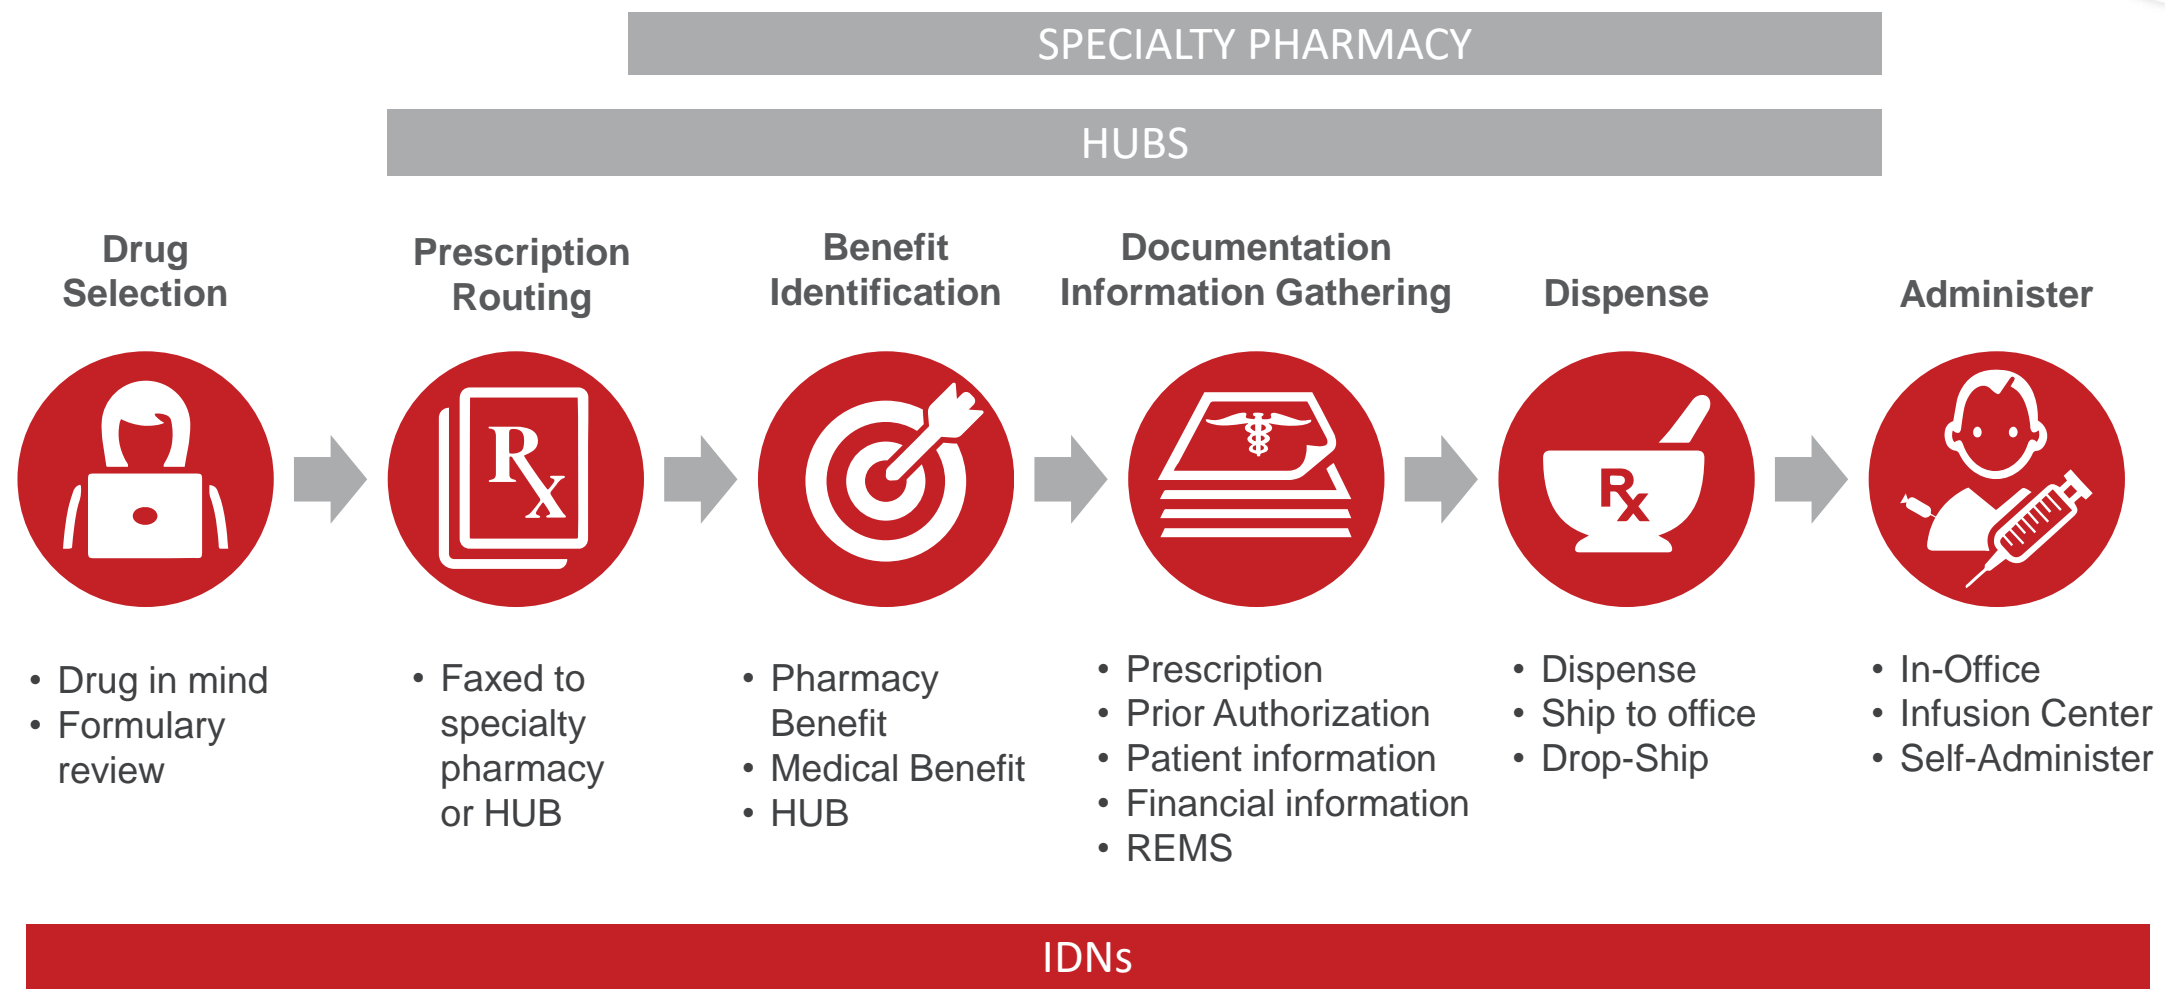 SPECIALTY PHARMACY
HUBS
Drug
Selection
Prescription
Routing
Benefit
Identification
Documentation
Information Gathering
Dispense
Administer
Rx
Rx
• Drug in mind
• Formulary
review
• Faxed to
specialty
pharmacy
or HUB
• Pharmacy
Benefit
• Medical Benefit
• HUB
• Prescription
• Prior Authorization
• Patient information
• Financial information
• REMS
• Dispense
• Ship to office
• Drop-Ship
• In-Office
• Infusion Center
• Self-Administer
IDNs